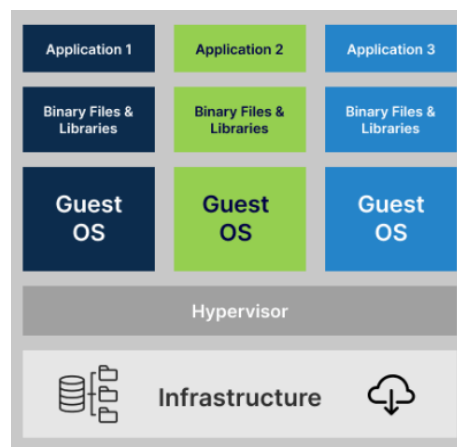 Application 1
Application 2
Application 3
Binary Files &
Libraries
Binary Files &
Libraries
Binary Files &
Libraries
Guest
OS
Guest
OS
Guest
OS
Hypervisor
Infrastructure